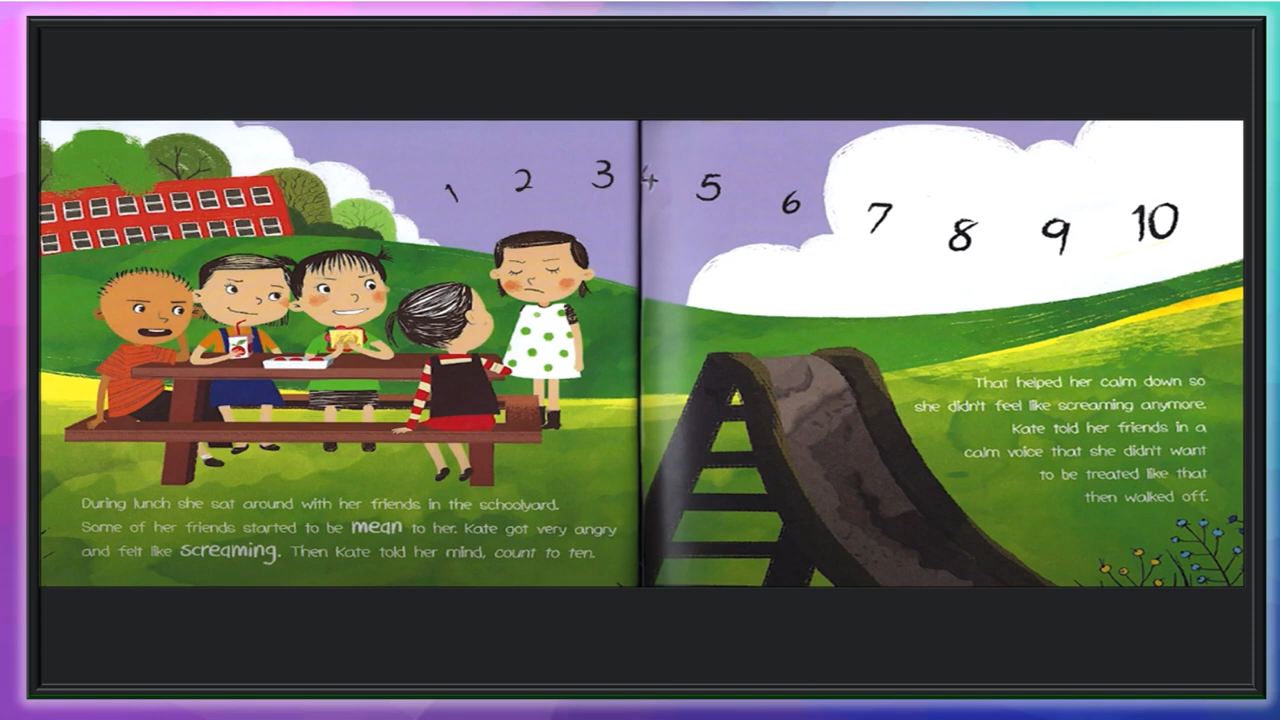 1 2 3 4 5 6 7 8 9 10
During lunch she sat around with her friends in the schoolyard.
Some of her friends started to be mean to her. Kate got very angry
and felt like screaming. Then Kate told her mind, count to ten.
That helped her calm down so
she didn't feel like screaming anymore.
Kate told her friends in a
calm voice that she didn't want
to be treated like that
then walked off.